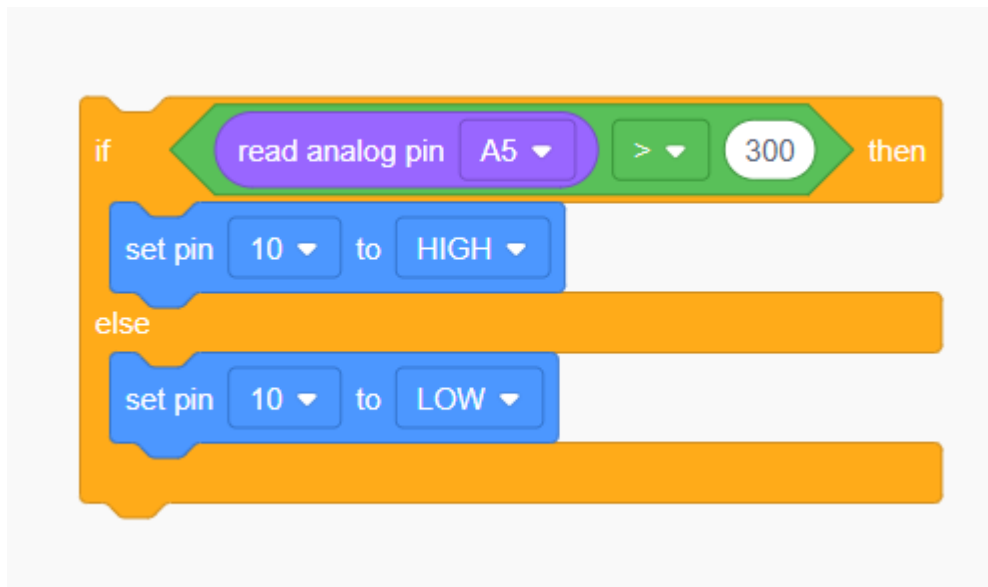 if read analog pin A5 > 300 then
set pin 10 to HIGH
else
set pin 10 to LOW